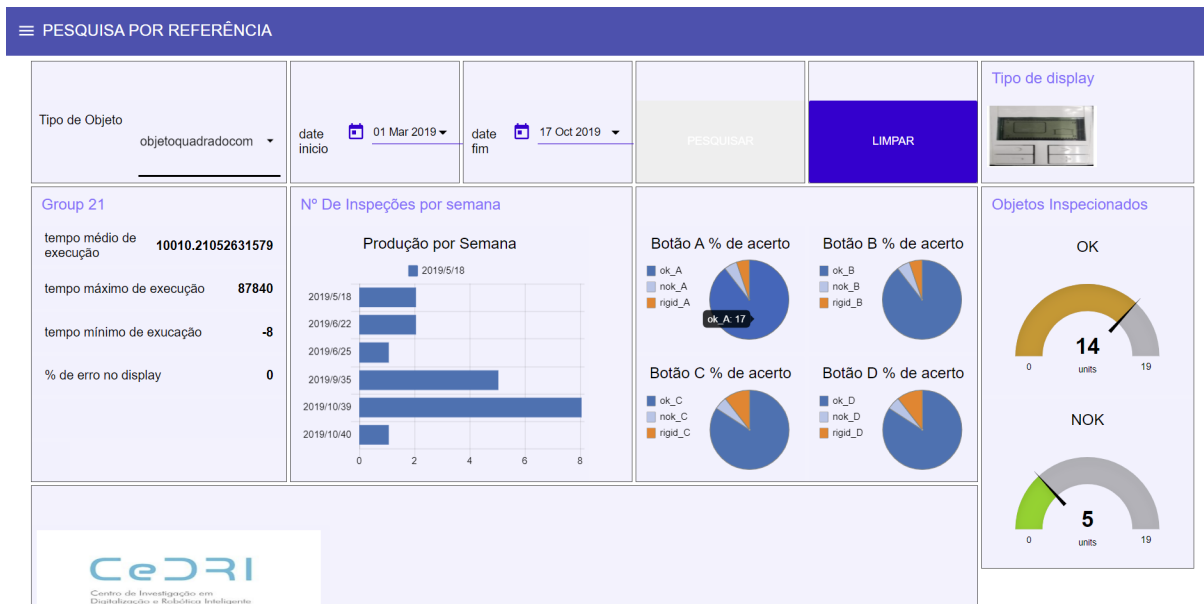 PESQUISA POR REFERÊNCIA
Tipo de Objeto
objetoquadradocom
date inicio
01 Mar 2019
date fim
17 Oct 2019
PESQUISAR
LIMPAR
Tipo de display
Group 21
tempo médio de execução
10010.21052631579
tempo máximo de execução 87840
tempo mínimo de exucação -8
% de erro no display 0
Nº De Inspeções por semana
Produção por Semana
2019/5/18
2019/5/18
2019/6/22
2019/6/25
2019/9/35
2019/10/39
2019/10/40
0 2 4 6 8
Botão A % de acerto
ok_A
nok_A
rigid_A
ok_A: 17
Botão B % de acerto
ok_B
nok_B
rigid_B
Botão C % de acerto
ok_C
nok_C
rigid_C
Botão D % de acerto
ok_D
nok_D
rigid_D
Objetos Inspecionados
OK
14
units
0 19
NOK
5
units
0 19
CeDRI
Centro de Investigação em
Digitalização e Robótica Inteligente